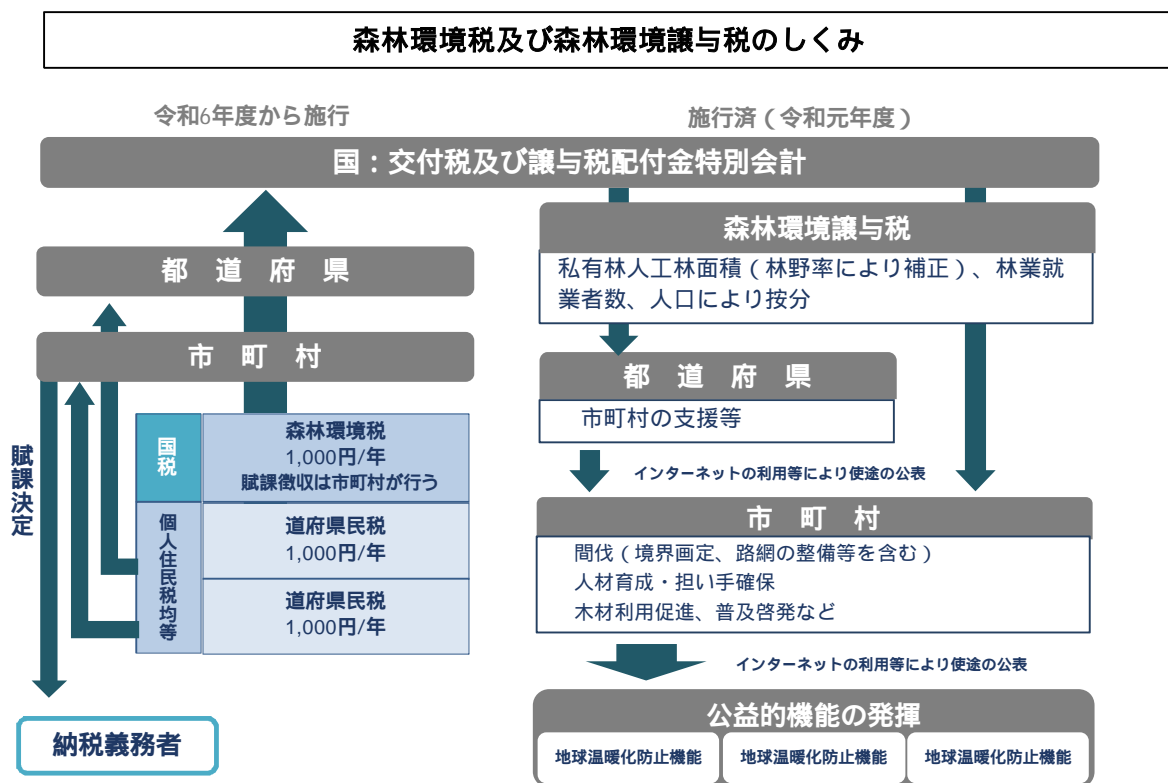 森林環境税及び森林環境譲与税のしくみ
令和6年度から施行
施行済（令和元年度）
国：交付税及び譲与税配付金特別会計
都道府県
市町村
国税
森林環境税
1,000円/年
賦課徴収は市町村が行う
個人住民税均等
道府県民税
1,000円/年
道府県民税
1,000円/年
賦課決定
納税義務者
森林環境譲与税
私有林人工林面積（林野率により補正）、林業就
業者数、人口により按分
都道府県
市町村の支援等
インターネットの利用等により使途の公表
市町村
間伐（境界画定、路網の整備等を含む）
人材育成・担い手確保
木材利用促進、普及啓発など
インターネットの利用等により使途の公表
公益的機能の発揮
地球温暖化防止機能
地球温暖化防止機能
地球温暖化防止機能